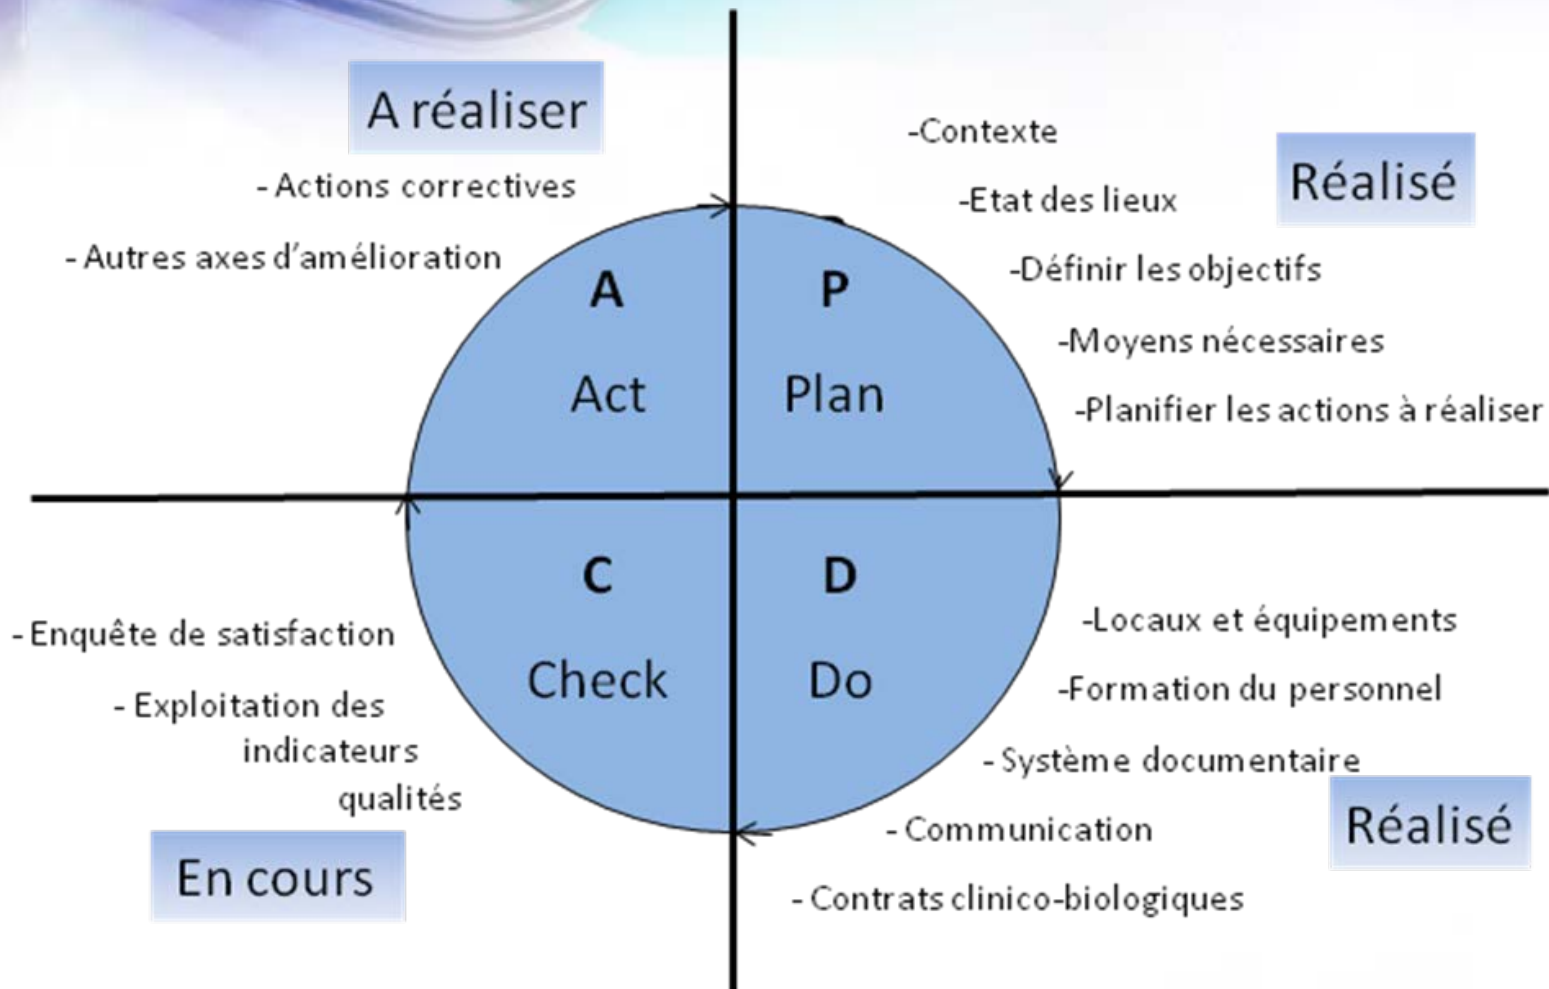 A réaliser
- Actions correctives
- Autres axes d'amélioration
A
Act
-Contexte
Réalisé
-Etat des lieux
-Définir les objectifs
-Moyens nécessaires
-Planifier les actions à réaliser
P
Plan
C
Check
- Enquête de satisfaction
- Exploitation des
indicateurs
qualités
En cours
D
Do
-Locaux et équipements
-Formation du personnel
- Système documentaire
Réalisé
- Communication
- Contrats clinico-biologiques